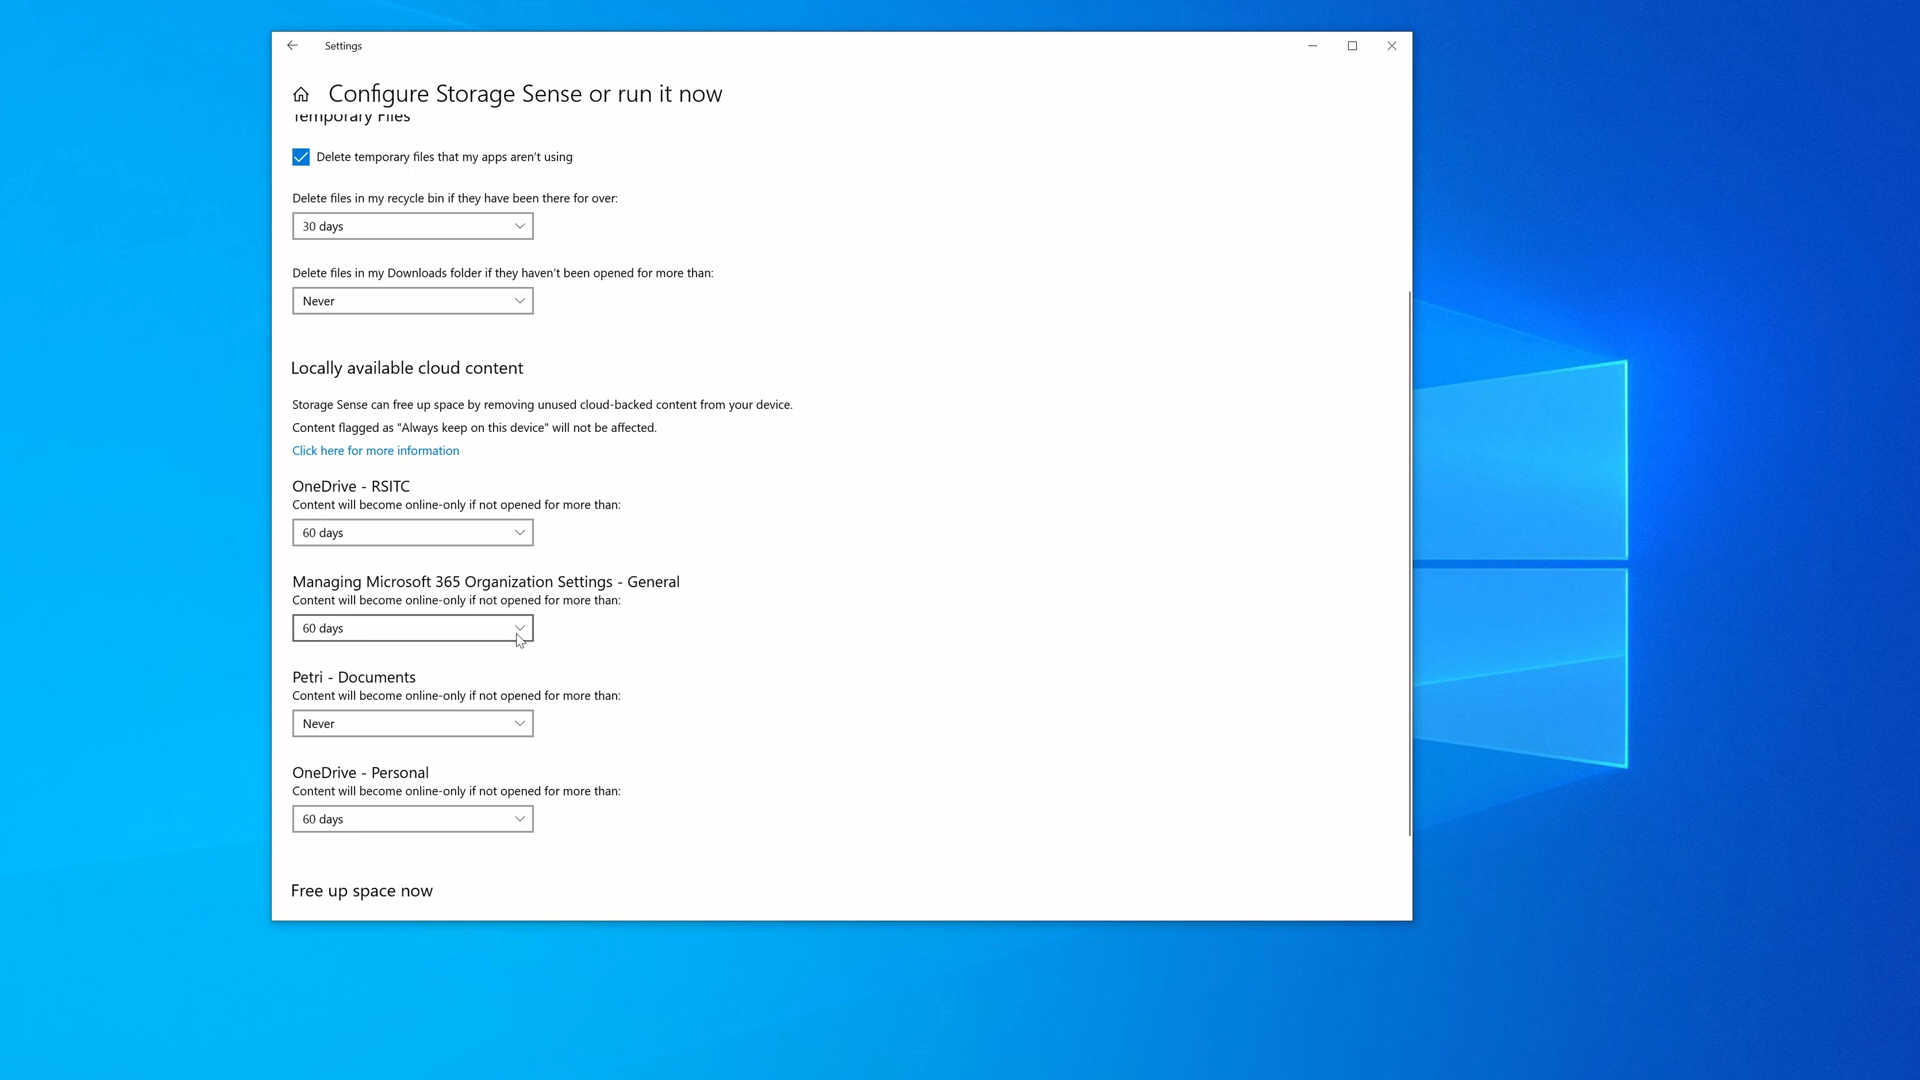 Settings
Configure Storage Sense or run it now
Temporary Files
Delete temporary files that my apps aren't using
Delete files in my recycle bin if they have been there for over:
30 days
Delete files in my Downloads folder if they haven't been opened for more than:
Never
Locally available cloud content
Storage Sense can free up space by removing unused cloud-backed content from your device.
Content flagged as "Always keep on this device" will not be affected.
Click here for more information
OneDrive - RSITC
Content will become online-only if not opened for more than:
60 days
Managing Microsoft 365 Organization Settings - General
Content will become online-only if not opened for more than:
60 days
Petri - Documents
Content will become online-only if not opened for more than:
Never
OneDrive - Personal
Content will become online-only if not opened for more than:
60 days
Free up space now